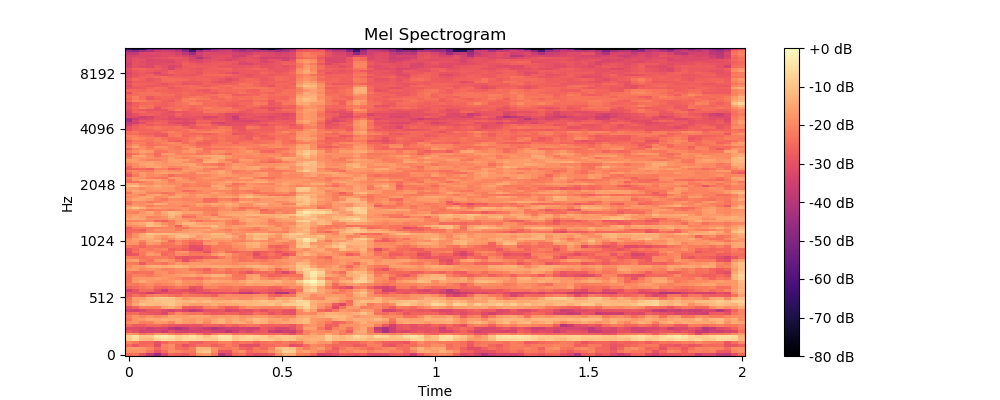 Mel Spectrogram
Hz
8192
4096
2048
1024
512
0
0
0.5
1
1.5
2
Time
+0 dB
-10 dB
-20 dB
-30 dB
-40 dB
-50 dB
-60 dB
-70 dB
-80 dB